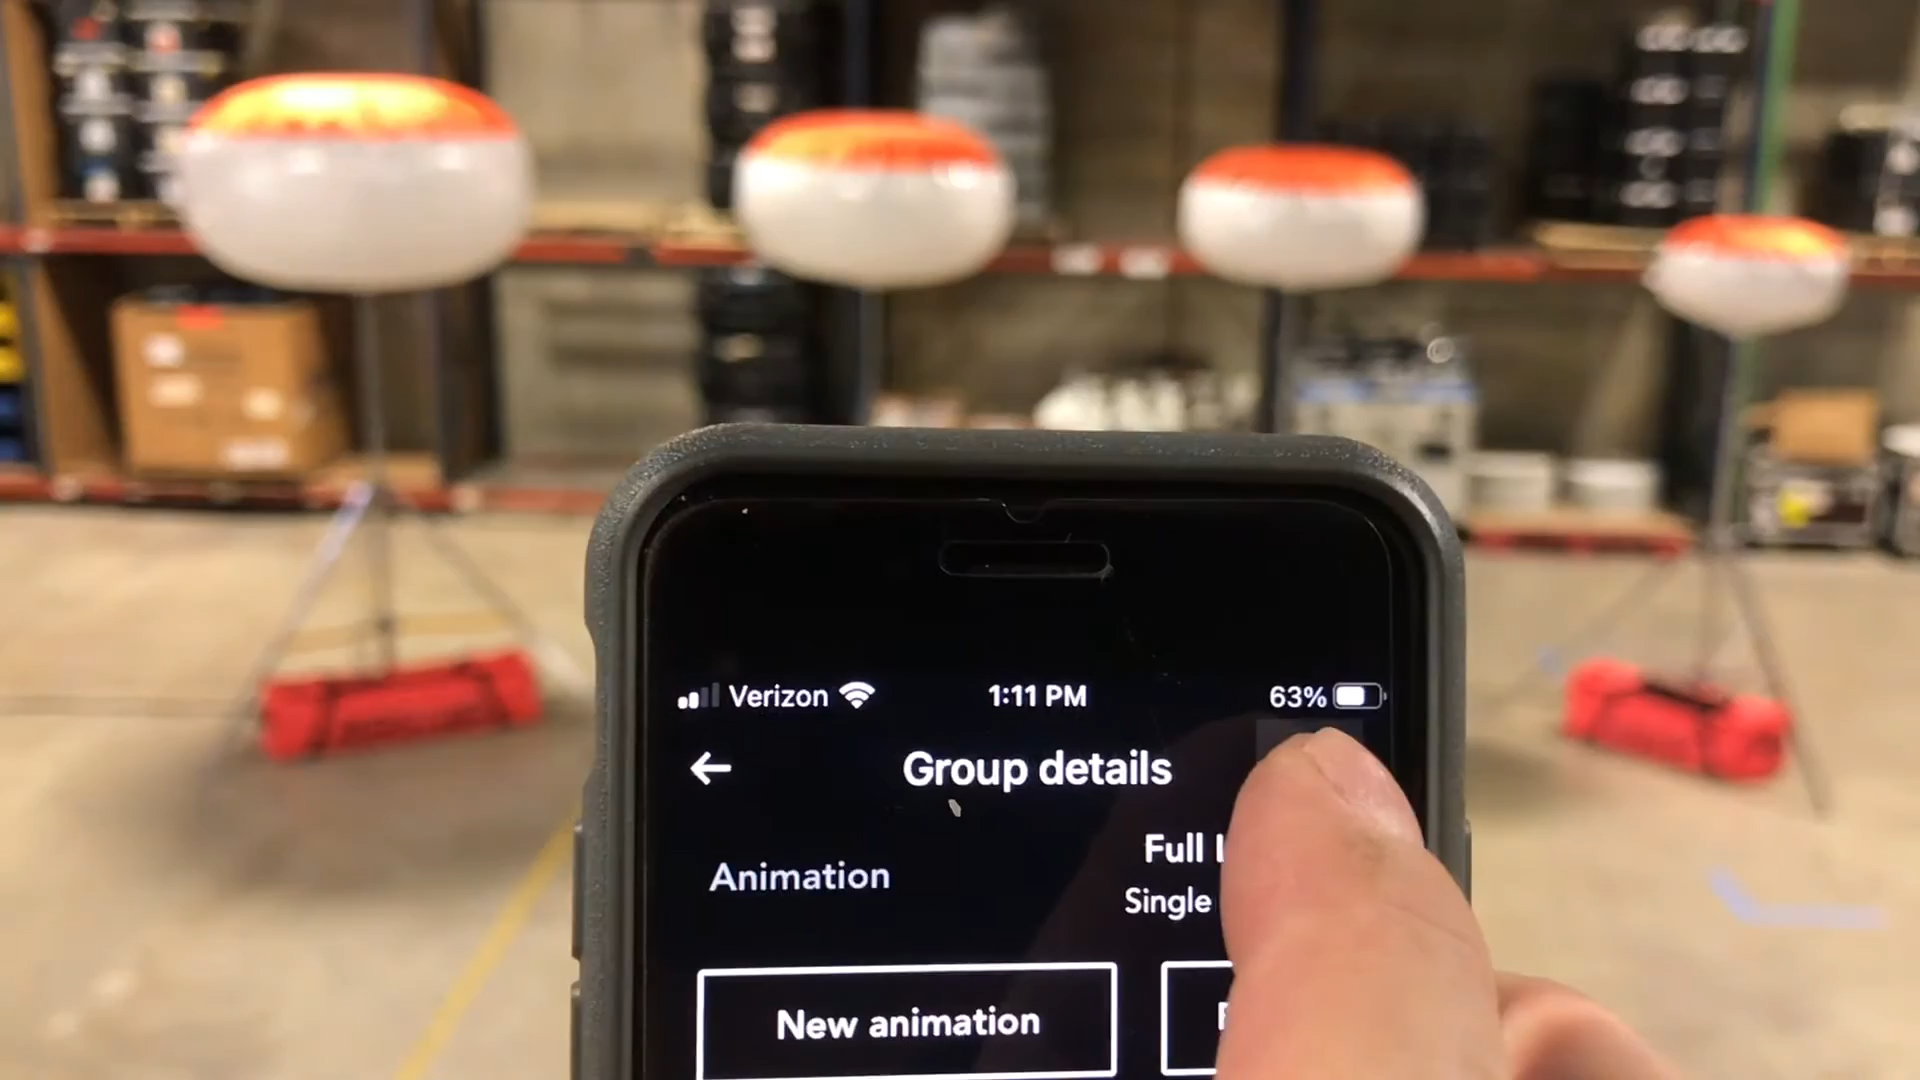 Verizon 1:11 PM 63%
Group details
Animation
Full
Single
New animation